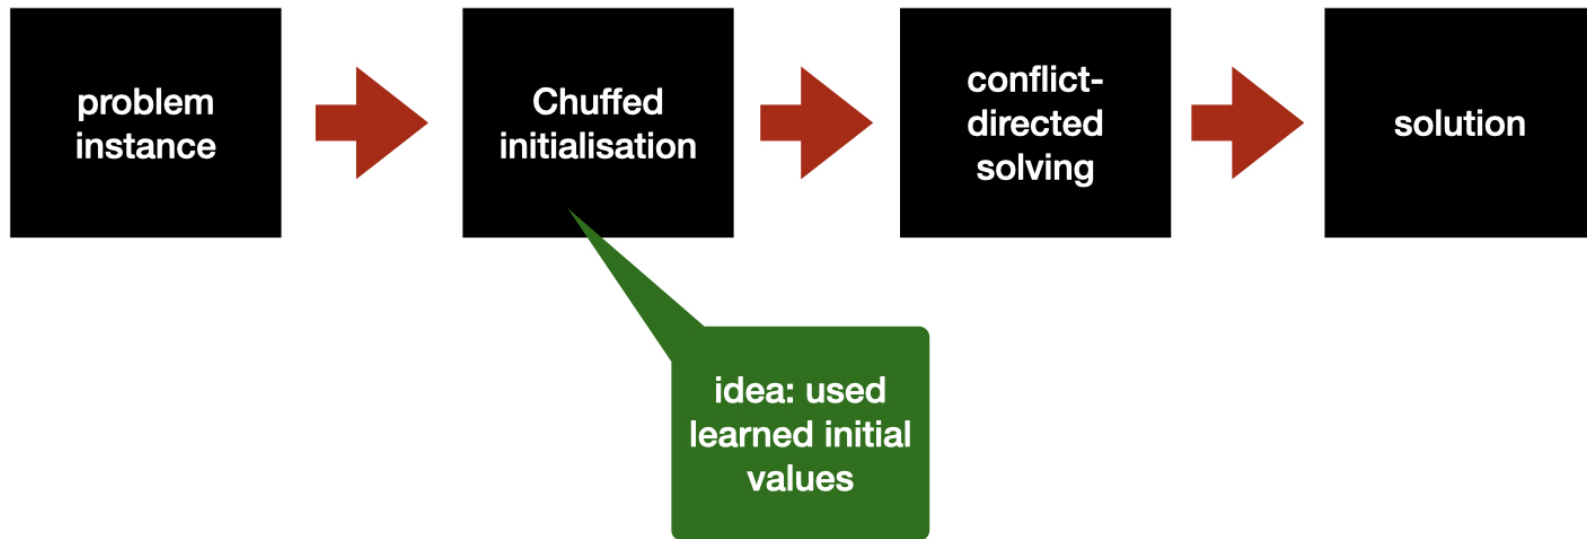 problem
instance
Chuffed
initialisation
conflict-
directed
solving
solution
idea: used
learned initial
values